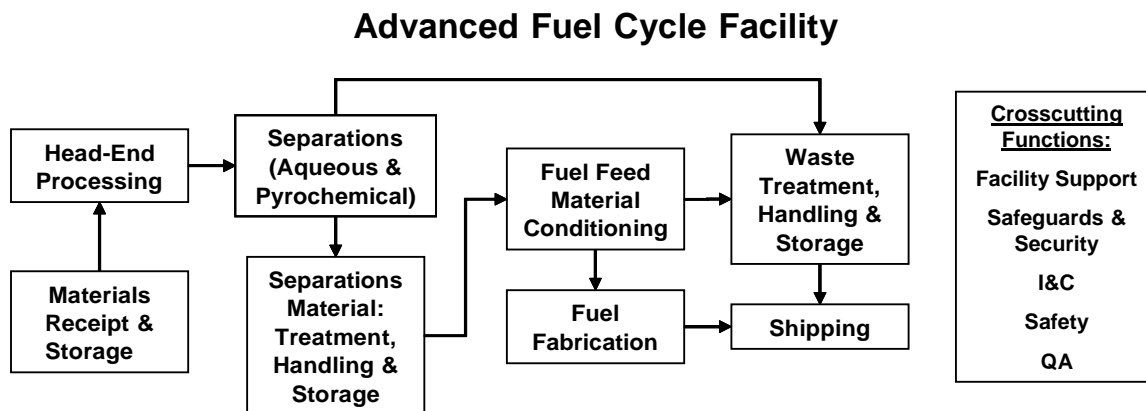 Advanced Fuel Cycle Facility
Head-End
Processing
Materials
Receipt &
Storage
Separations
(Aqueous &
Pyrochemical)
Separations
Material:
Treatment,
Handling &
Storage
Fuel Feed
Material
Conditioning
Fuel
Fabrication
Waste
Treatment,
Handling &
Storage
Shipping
Crosscutting
Functions:
Facility Support
Safeguards &
Security
I&C
Safety
QA